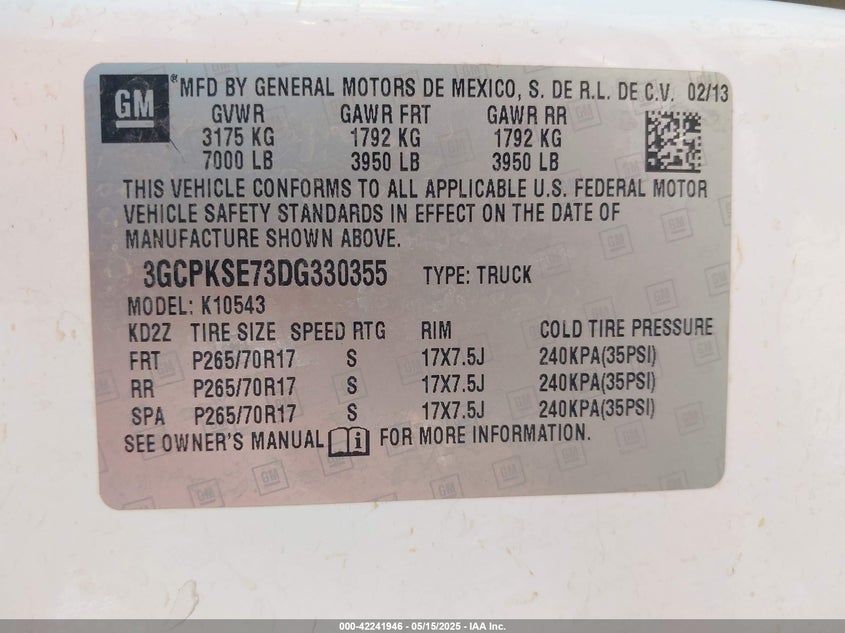 GM ® MFD BY GENERAL MOTORS DE MEXICO, S. DE R.L. DE C.V. 02/13
GVWR GAWR FRT GAWR RR
3175 KG 1792 KG 1792 KG
7000 LB 3950 LB 3950 LB
THIS VEHICLE CONFORMS TO ALL APPLICABLE U.S. FEDERAL MOTOR
VEHICLE SAFETY STANDARDS IN EFFECT ON THE DATE OF
MANUFACTURE SHOWN ABOVE.
3GCPKSE73DG330355 TYPE: TRUCK
MODEL: K10543
KD2Z TIRE SIZE SPEED RTG RIM COLD TIRE PRESSURE
FRT P265/70R17 S 17X7.5J 240KPA(35PSI)
RR P265/70R17 S 17X7.5J 240KPA(35PSI)
SPA P265/70R17 S 17X7.5J 240KPA(35PSI)
SEE OWNER'S MANUAL i FOR MORE INFORMATION.
000-42241946 - 05/15/2025 - IAA Inc.